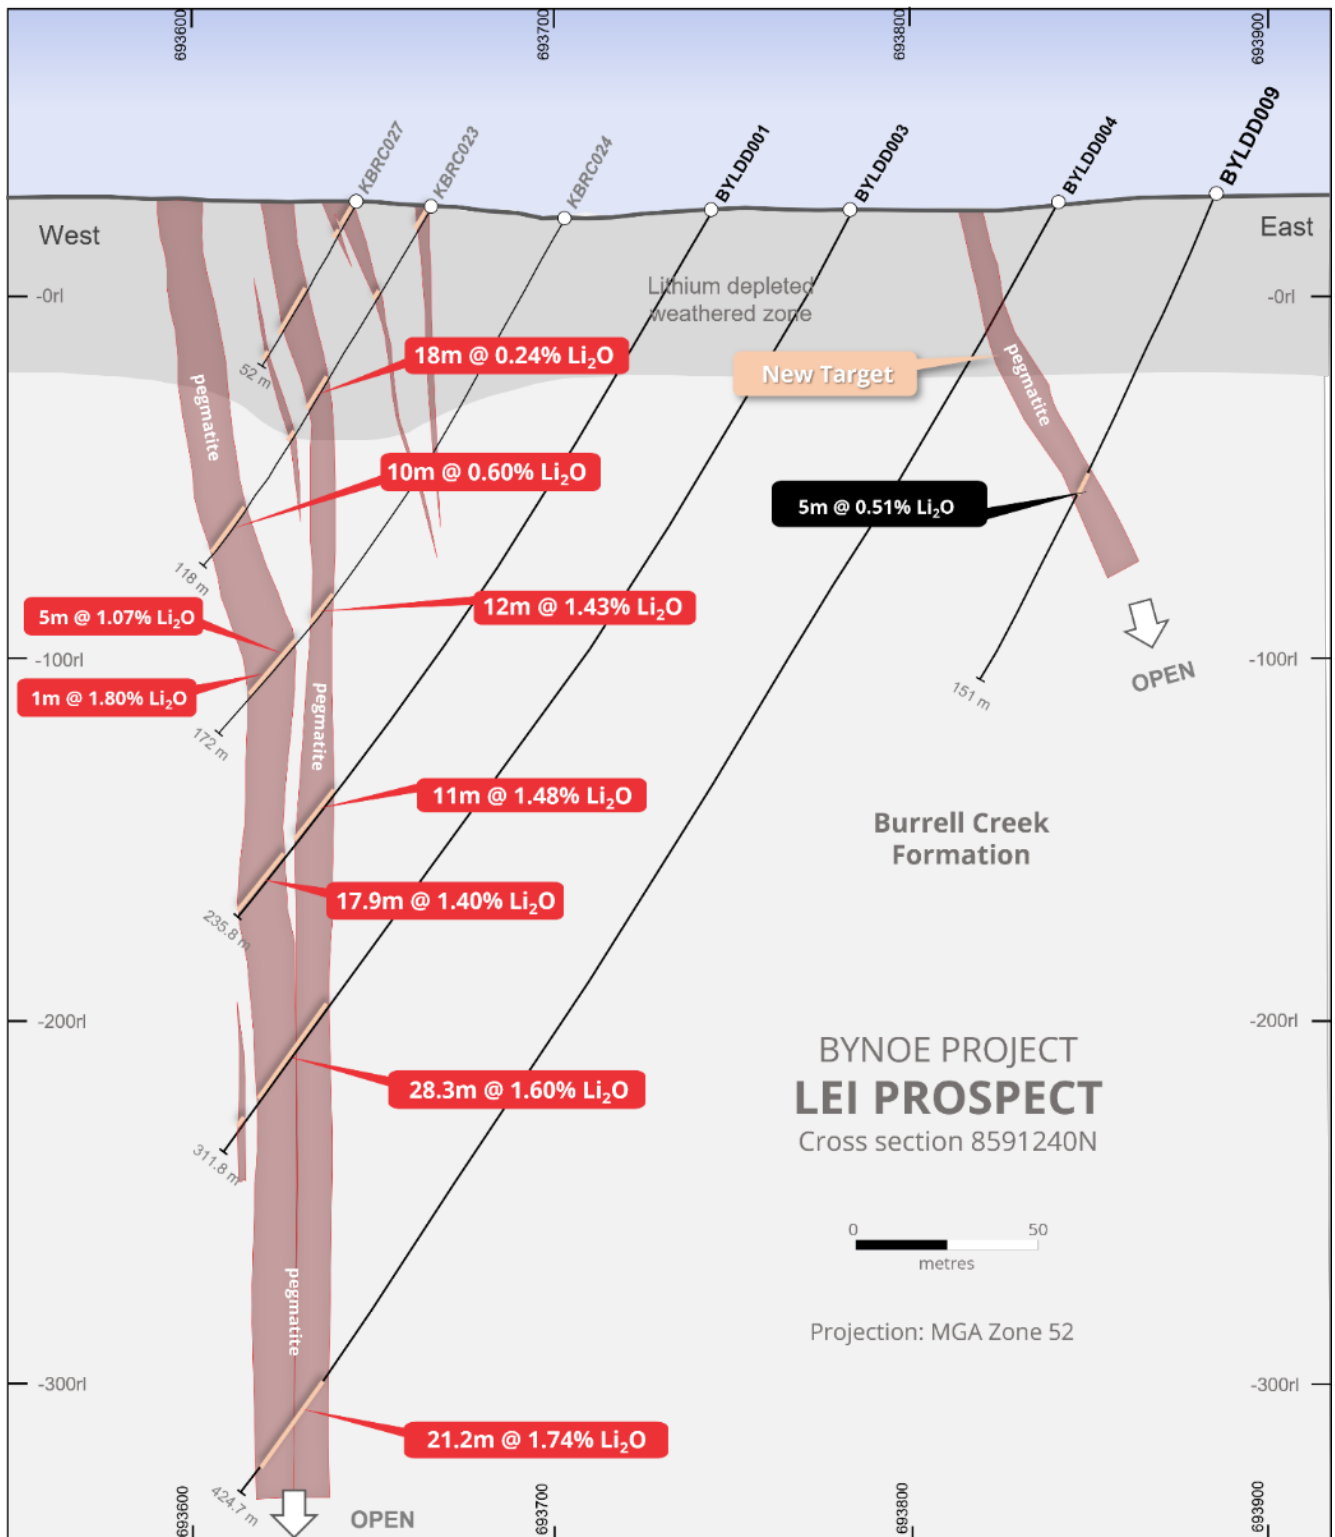 693600
693700
693800
693900
KBRC027
KBRC023
KBRC024
BYLDD001
BYLDD003
BYLDD004
BYLDD009
West
East
-0rl
-0rl
Lithium depleted
weathered zone
52 m
18m @ 0.24% Li₂O
New Target
pegmatite
pegmatite
10m @ 0.60% Li₂O
5m @ 0.51% Li₂O
118 m
5m @ 1.07% Li₂O
12m @ 1.43% Li₂O
-100rl
-100rl
OPEN
1m @ 1.80% Li₂O
151 m
172 m
pegmatite
11m @ 1.48% Li₂O
Burrell Creek
Formation
17.9m @ 1.40% Li₂O
235.8 m
-200rl
-200rl
BYNOE PROJECT
LEI PROSPECT
Cross section 8591240N
28.3m @ 1.60% Li₂O
311.8 m
0 50
metres
pegmatite
Projection: MGA Zone 52
-300rl
-300rl
21.2m @ 1.74% Li₂O
424.7 m
OPEN
693600
693700
693800
693900